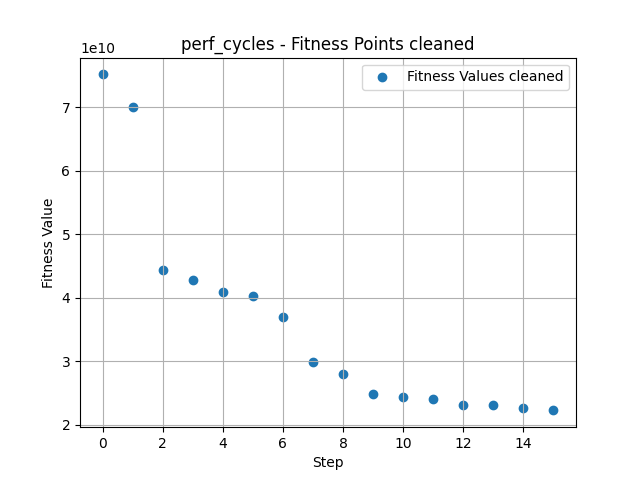 perf_cycles - Fitness Points cleaned
1e10
Fitness Values cleaned
7
6
5
4
3
2
Fitness Value
0 2 4 6 8 10 12 14
Step